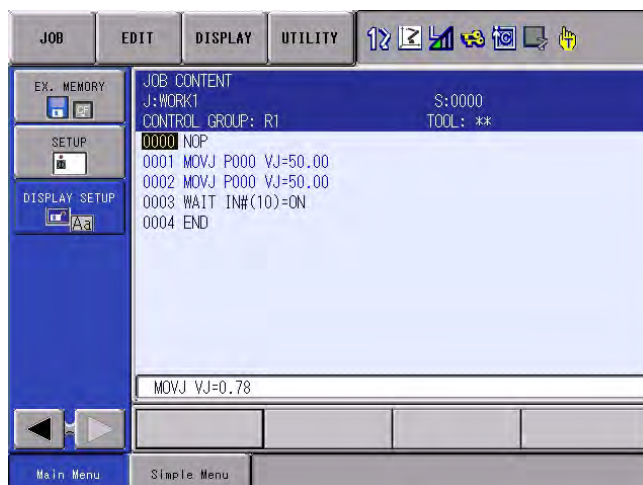 JOB EDIT DISPLAY UTILITY
EX. MEMORY
CF
SETUP
DISPLAY SETUP
Aa
JOB CONTENT
J:WORK1 S:0000
CONTROL GROUP: R1 TOOL: **
0000 NOP
0001 MOVJ P000 VJ=50.00
0002 MOVJ P000 VJ=50.00
0003 WAIT IN#(10)=ON
0004 END
MOVJ VJ=0.78
Main Menu Simple Menu